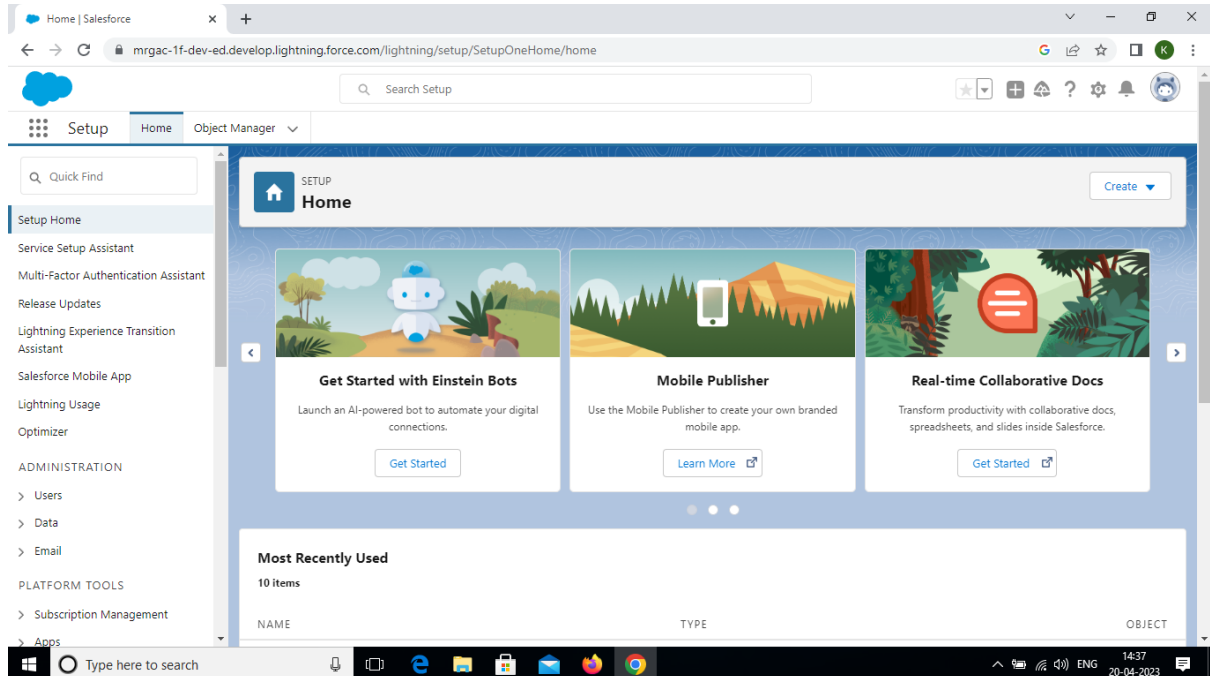 Home | Salesforce
mrgac-1f-dev-ed.develop.lightning.force.com/lightning/setup/SetupOneHome/home
G
K
Search Setup
Setup
Home
Object Manager
Quick Find
Setup Home
Service Setup Assistant
Multi-Factor Authentication Assistant
Release Updates
Lightning Experience Transition
Assistant
Salesforce Mobile App
Lightning Usage
Optimizer
ADMINISTRATION
Users
Data
Email
PLATFORM TOOLS
Subscription Management
Apps
SETUP
Home
Create
Get Started with Einstein Bots
Launch an AI-powered bot to automate your digital
connections.
Get Started
Mobile Publisher
Use the Mobile Publisher to create your own branded
mobile app.
Learn More
Real-time Collaborative Docs
Transform productivity with collaborative docs,
spreadsheets, and slides inside Salesforce.
Get Started
Most Recently Used
10 items
NAME TYPE OBJECT
Type here to search
ENG
14:37
20-04-2023